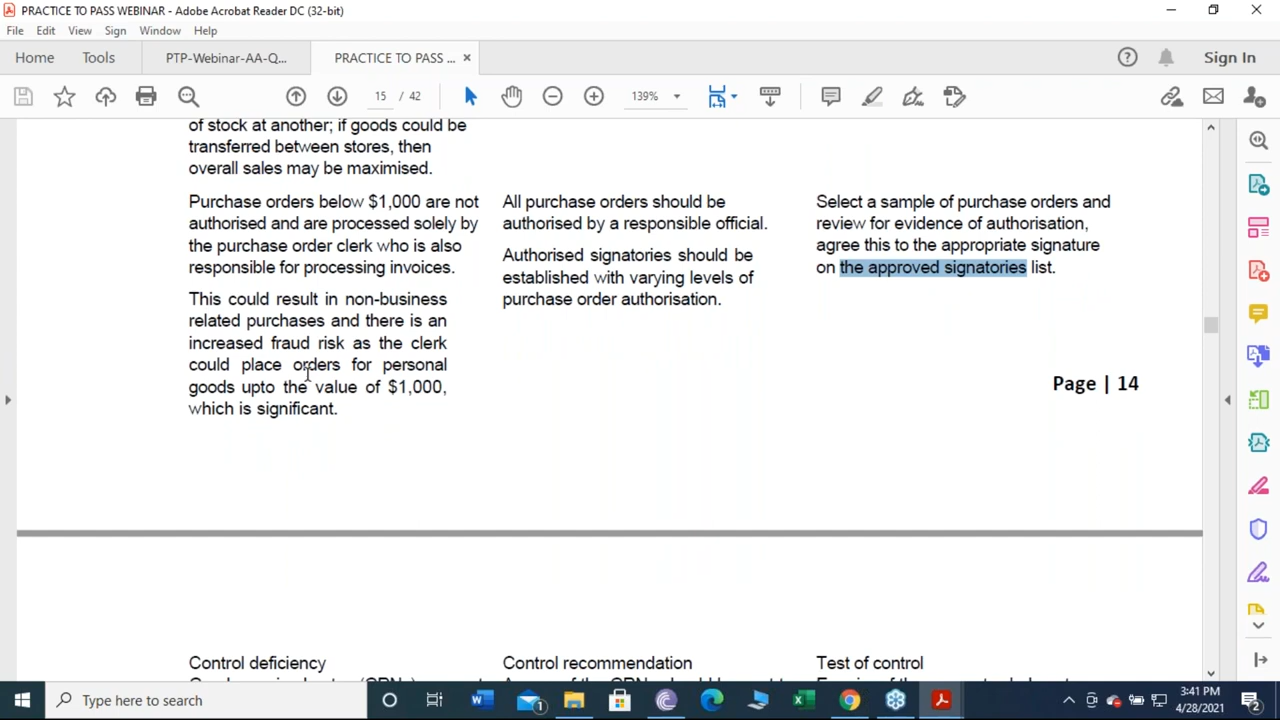 PRACTICE TO PASS WEBINAR - Adobe Acrobat Reader DC (32-bit)
File Edit View Sign Window Help
Home Tools PTP-Webinar-AA-Q... PRACTICE TO PASS ... × Sign In
15 / 42 139%
of stock at another; if goods could be
transferred between stores, then
overall sales may be maximised.
Purchase orders below $1,000 are not
authorised and are processed solely by
the purchase order clerk who is also
responsible for processing invoices.
This could result in non-business
related purchases and there is an
increased fraud risk as the clerk
could place orders for personal
goods upto the value of $1,000,
which is significant.
All purchase orders should be
authorised by a responsible official.
Authorised signatories should be
established with varying levels of
purchase order authorisation.
Select a sample of purchase orders and
review for evidence of authorisation,
agree this to the appropriate signature
on the approved signatories list.
Page | 14
Control deficiency
Control recommendation
Test of control
Type here to search
1
3:41 PM
4/28/2021
2